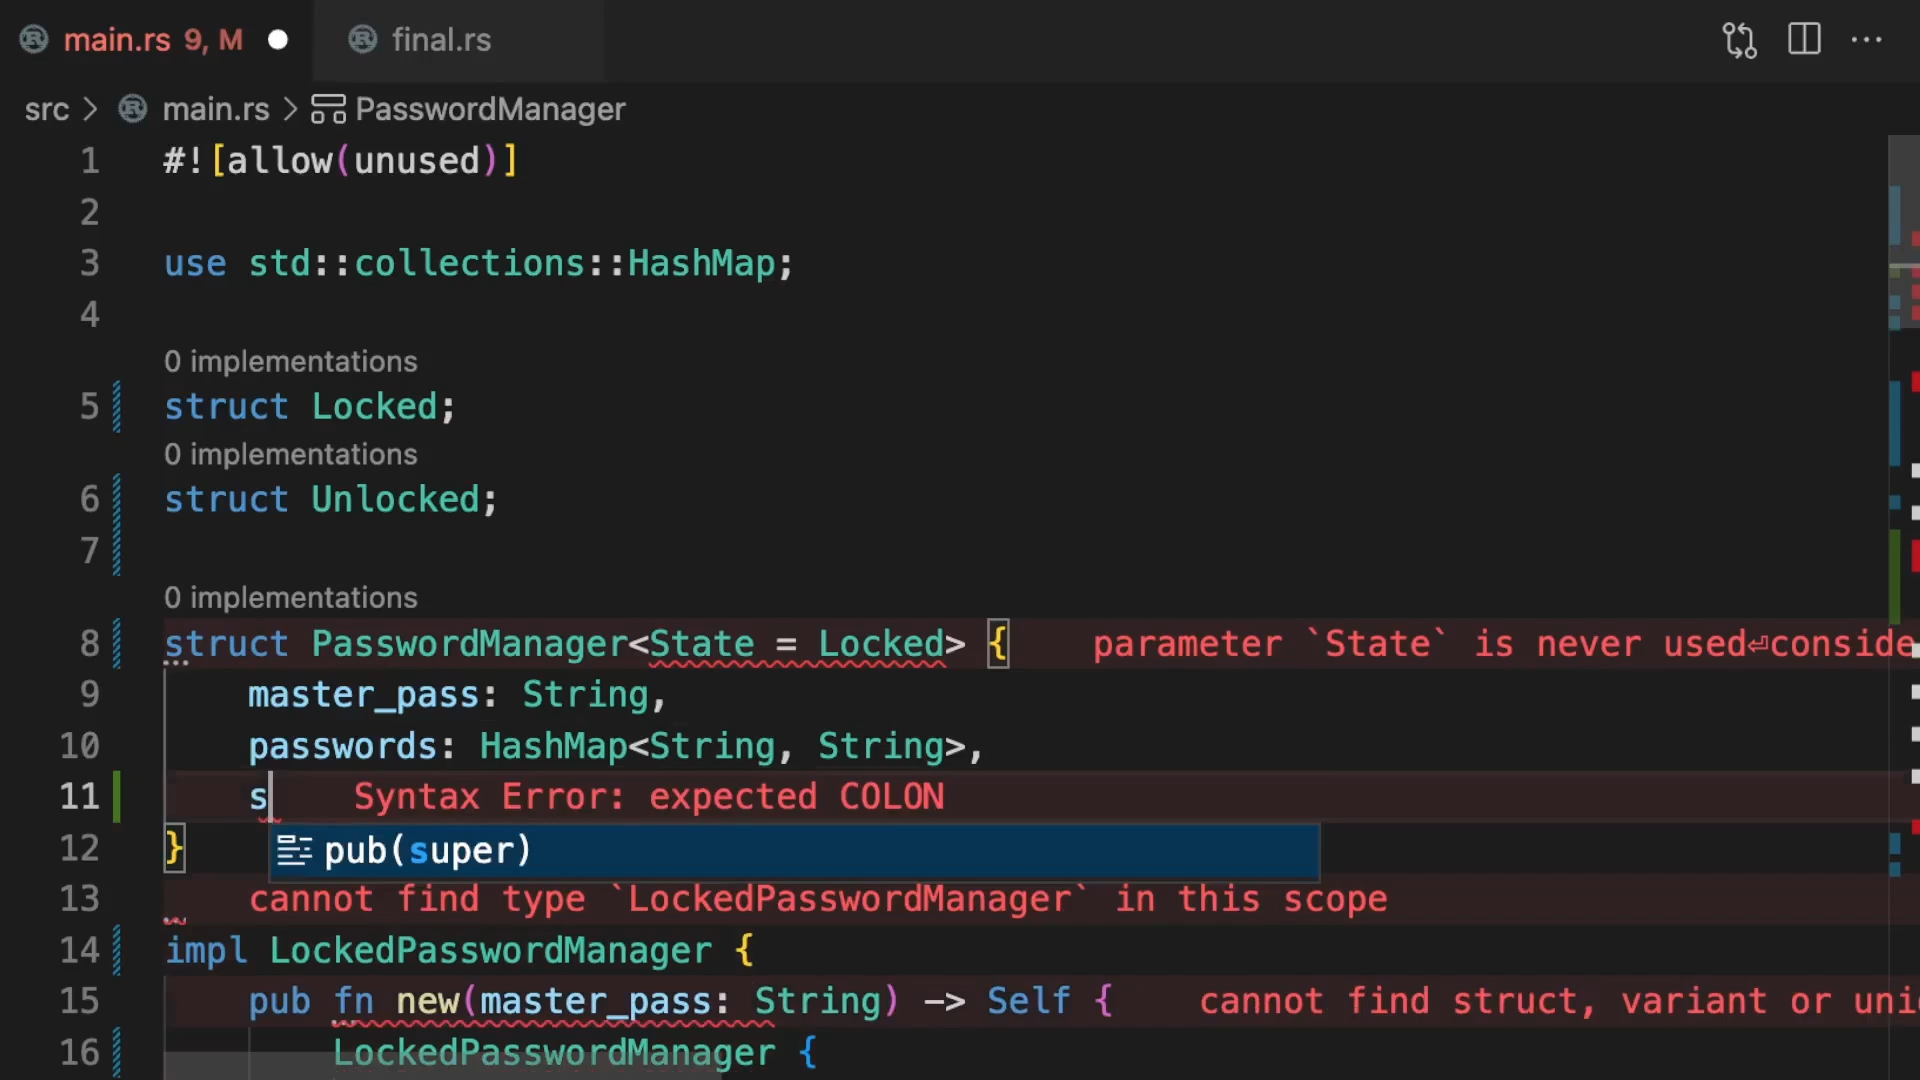 main.rs 9, M ● final.rs
src > main.rs > PasswordManager
1 #![allow(unused)]
2
3 use std::collections::HashMap;
4
0 implementations
5 struct Locked;
0 implementations
6 struct Unlocked;
7
0 implementations
8 struct PasswordManager<State = Locked> { parameter `State` is never used⏎conside
9 master_pass: String,
10 passwords: HashMap<String, String>,
11 s Syntax Error: expected COLON
12 } pub(super)
13 cannot find type `LockedPasswordManager` in this scope
14 impl LockedPasswordManager {
15 pub fn new(master_pass: String) -> Self { cannot find struct, variant or uni
16 LockedPasswordManager {